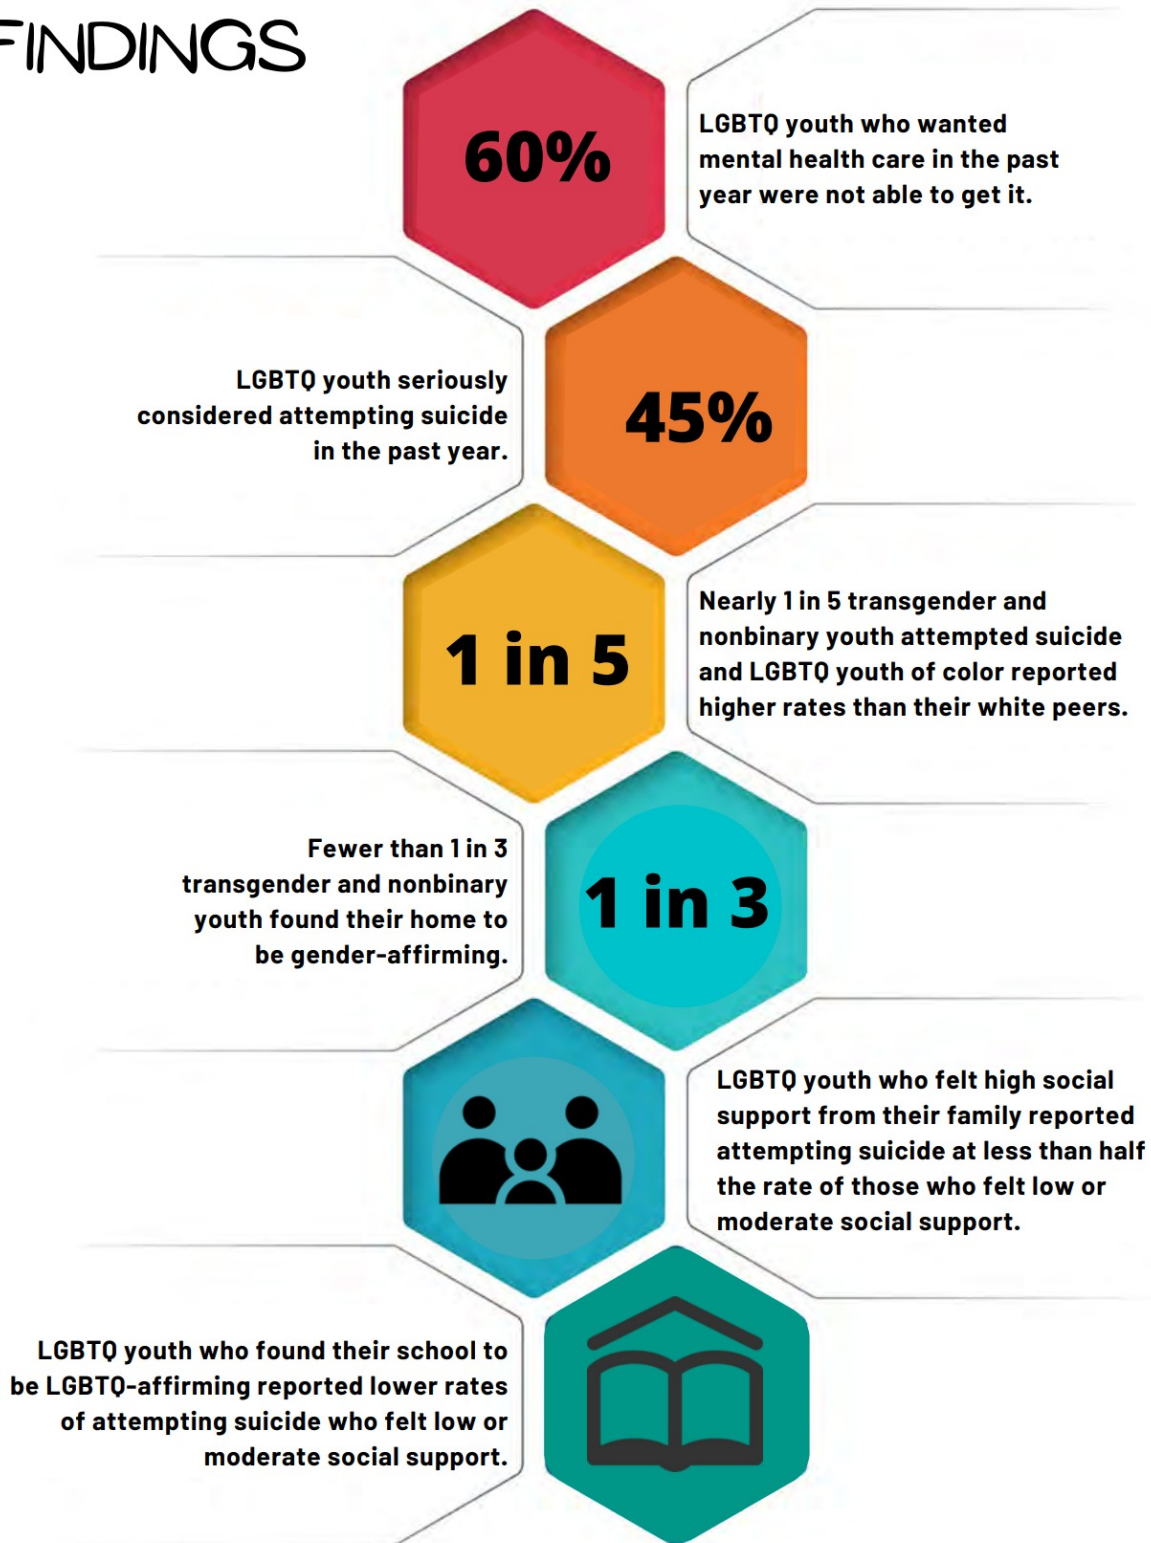 FINDINGS
60%
LGBTQ youth who wanted
mental health care in the past
year were not able to get it.
LGBTQ youth seriously
considered attempting suicide
in the past year.
45%
1 in 5
Nearly 1 in 5 transgender and
nonbinary youth attempted suicide
and LGBTQ youth of color reported
higher rates than their white peers.
Fewer than 1 in 3
transgender and nonbinary
youth found their home to
be gender-affirming.
1 in 3
LGBTQ youth who felt high social
support from their family reported
attempting suicide at less than half
the rate of those who felt low or
moderate social support.
LGBTQ youth who found their school to
be LGBTQ-affirming reported lower rates
of attempting suicide who felt low or
moderate social support.